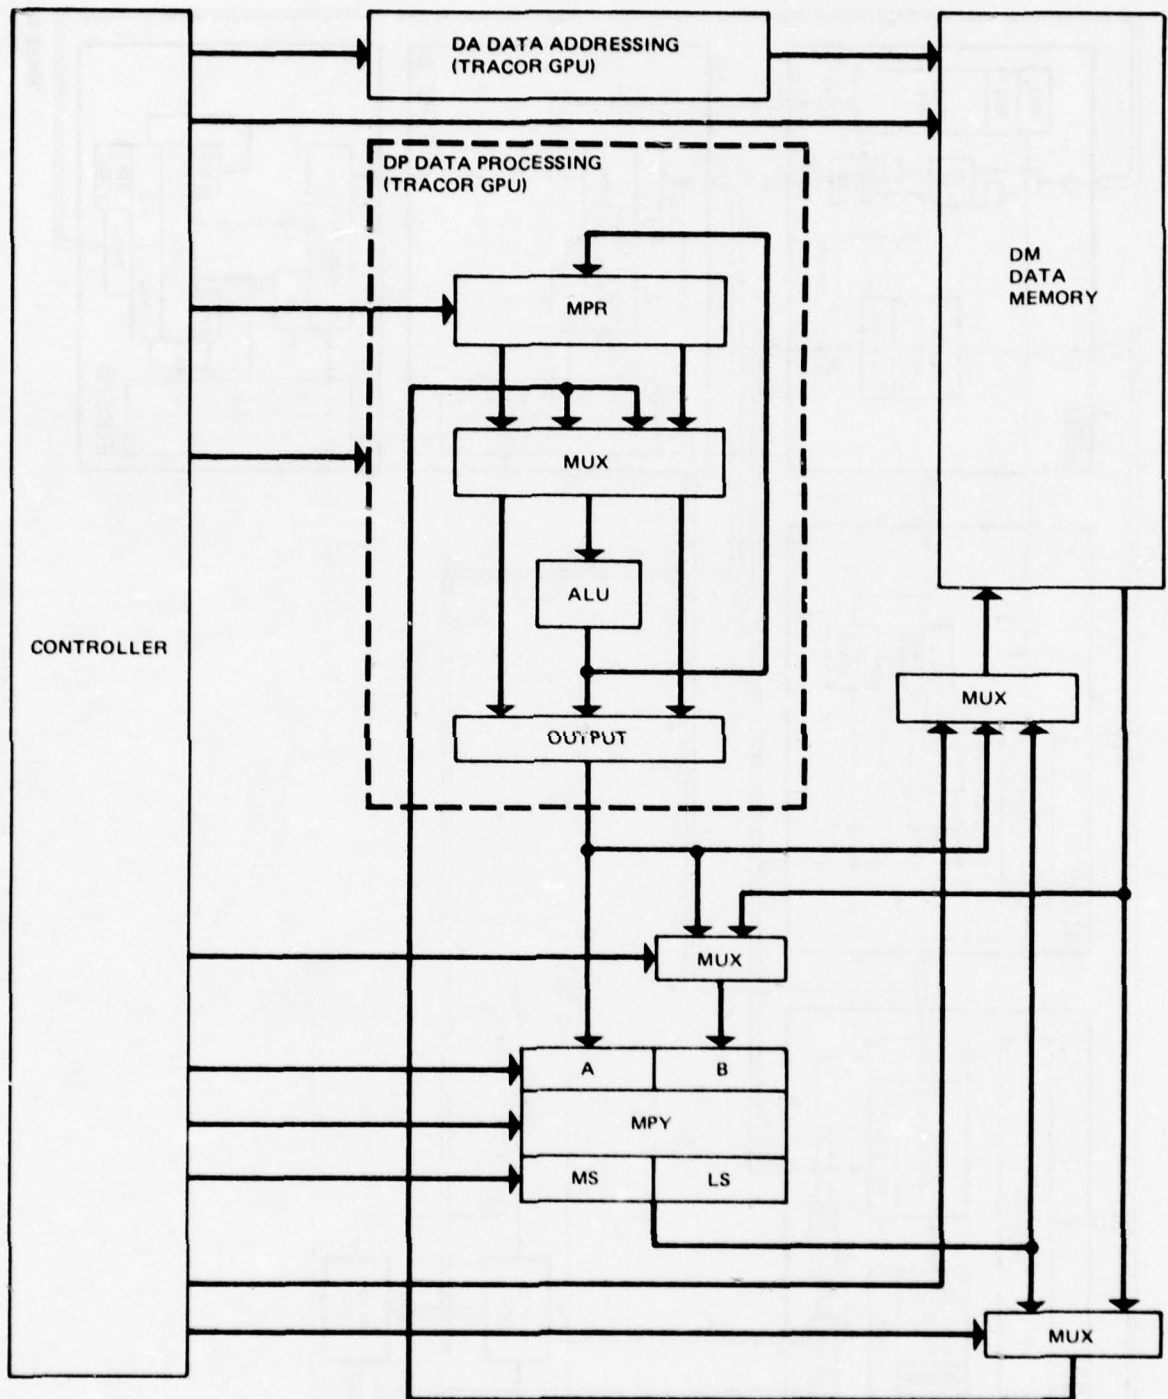 DA DATA ADDRESSING
(TRACOR GPU)
DP DATA PROCESSING
(TRACOR GPU)
DM
DATA
MEMORY
MPR
MUX
ALU
CONTROLLER
MUX
OUTPUT
MUX
A
B
MPY
MS
LS
MUX